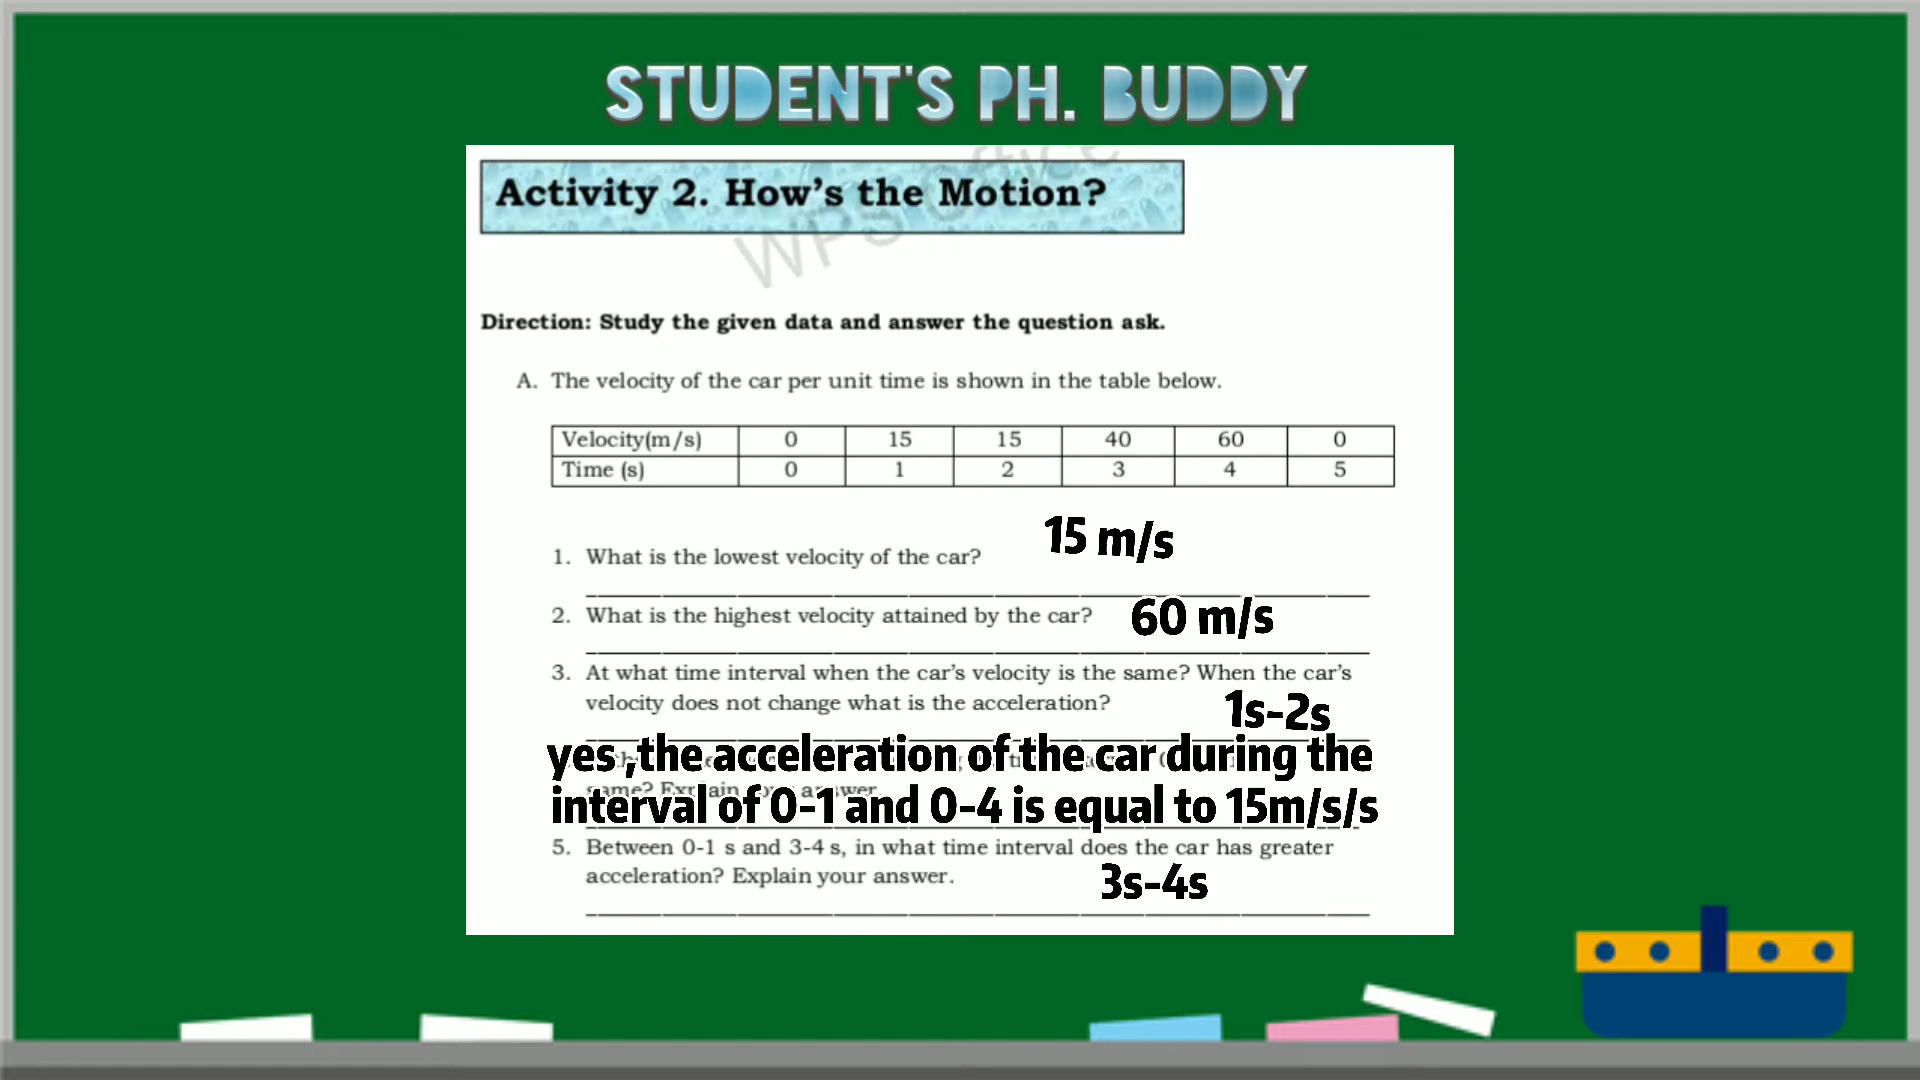 STUDENT'S PH. BUDDY
WPS Office
Activity 2. How's the Motion?
Direction: Study the given data and answer the question ask.
A. The velocity of the car per unit time is shown in the table below.
Velocity(m/s) 0 15 15 40 60 0
Time (s) 0 1 2 3 4 5
15 m/s
1. What is the lowest velocity of the car?
2. What is the highest velocity attained by the car? 60 m/s
3. At what time interval when the car's velocity is the same? When the car's
velocity does not change what is the acceleration? 1s-2s
yes ,the acceleration of the car during the
same? Explain your answer.
interval of 0-1 and 0-4 is equal to 15m/s/s
5. Between 0-1 s and 3-4 s, in what time interval does the car has greater
acceleration? Explain your answer. 3s-4s